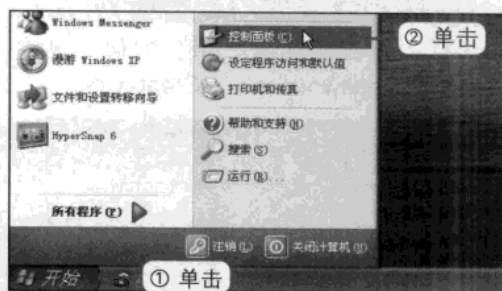 Windows Messenger
漫游 Windows XP
文件和设置转移向导
HyperSnap 6
所有程序(P)
控制面板(C)
② 单击
设定程序访问和默认值
打印机和传真
帮助和支持(H)
搜索(S)
运行(R)...
注销(L)
关闭计算机(U)
开始
① 单击